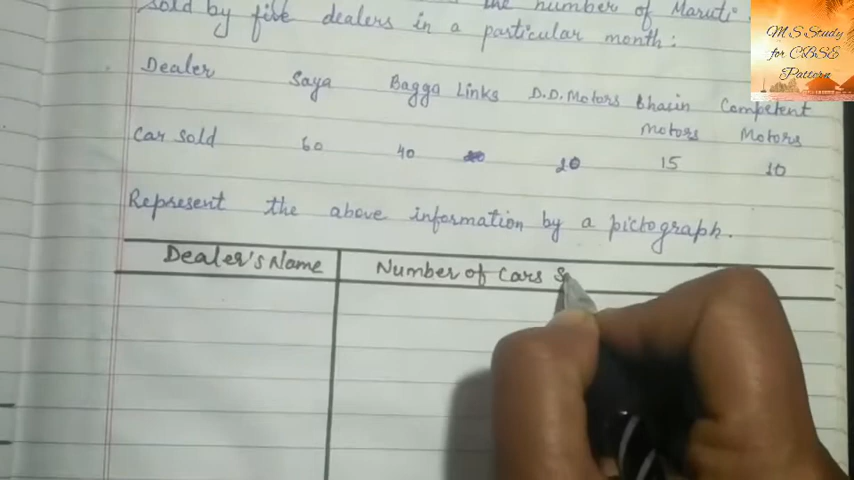 sold by five dealers in a particular month:
the number of Maruti
M S Study
for CBSE
Pattern
Dealer Saya Bagga Links D.D. Motors Bhasin Motors Competent Motors
Car sold 60 40 20 15 10
Represent the above information by a pictograph.
Dealer's Name Number of Cars S